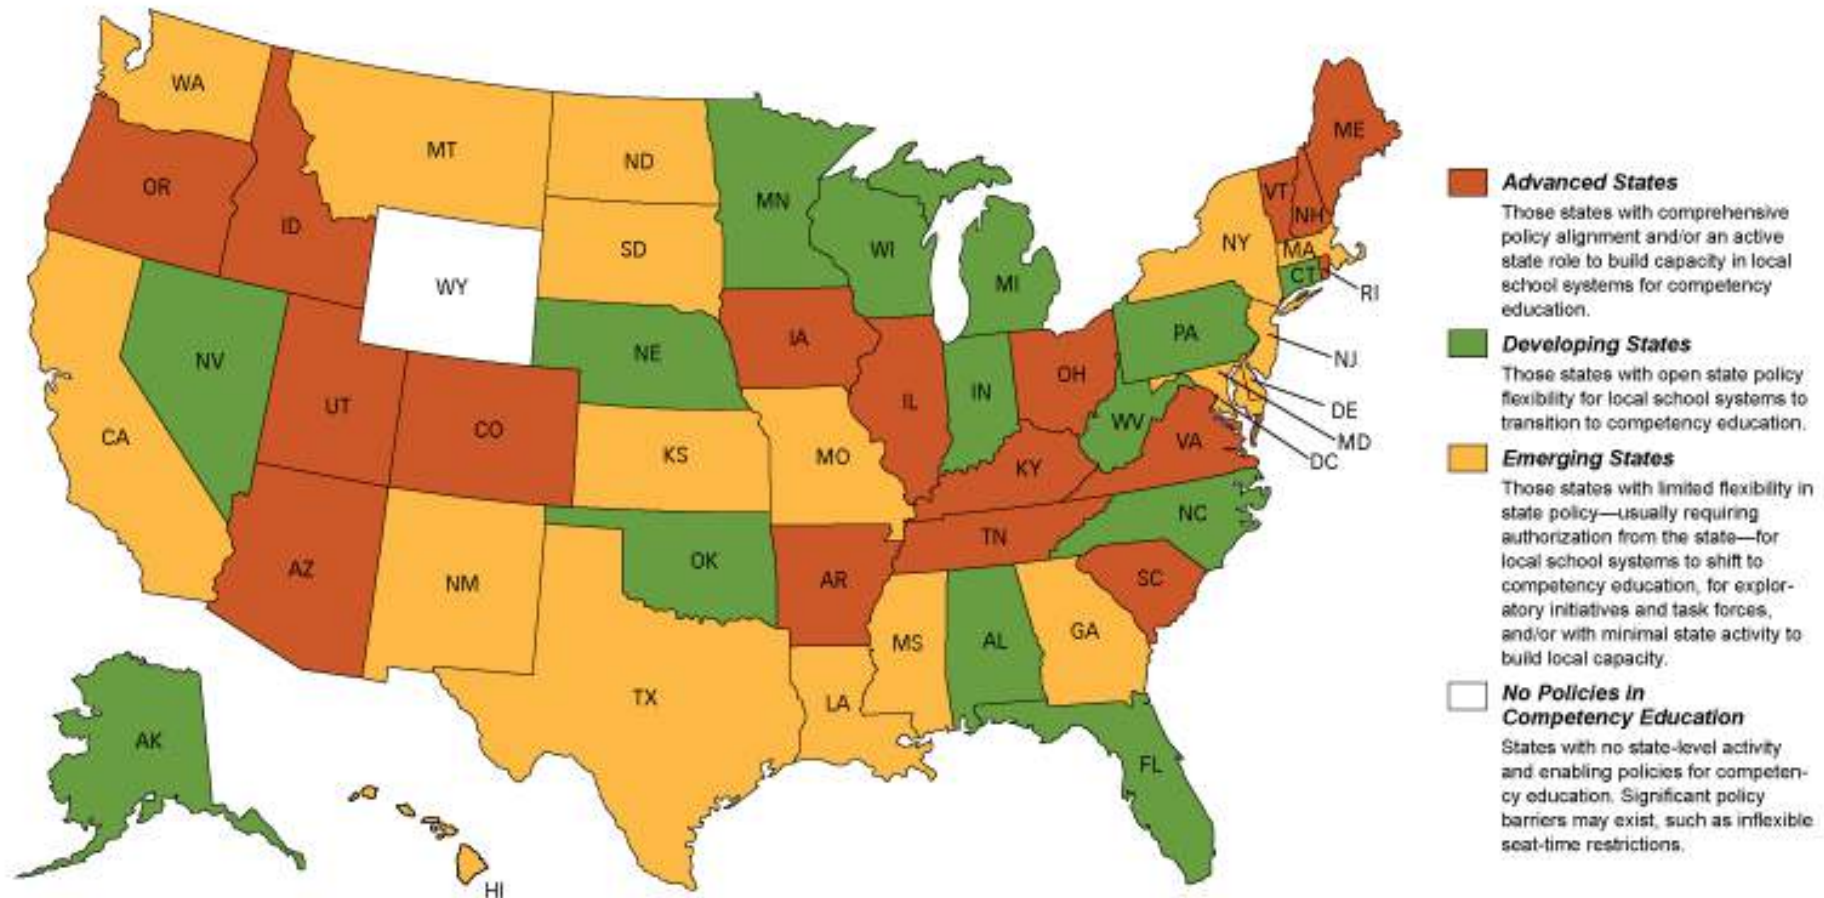 WA
MT
ND
MN
ME
OR
ID
SD
WI
MI
VT
NH
NY
MA
CT
RI
WY
NV
UT
CO
NE
IA
IL
IN
OH
PA
NJ
DE
MD
DC
CA
KS
MO
KY
WV
VA
AZ
NM
OK
AR
TN
NC
SC
TX
LA
MS
AL
GA
FL
AK
HI
Advanced States
Those states with comprehensive
policy alignment and/or an active
state role to build capacity in local
school systems for competency
education.
Developing States
Those states with open state policy
flexibility for local school systems to
transition to competency education.
Emerging States
Those states with limited flexibility in
state policy—usually requiring
authorization from the state—for
local school systems to shift to
competency education, for explor-
atory initiatives and task forces,
and/or with minimal state activity to
build local capacity.
No Policies in
Competency Education
States with no state-level activity
and enabling policies for competen-
cy education. Significant policy
barriers may exist, such as inflexible
seat-time restrictions.